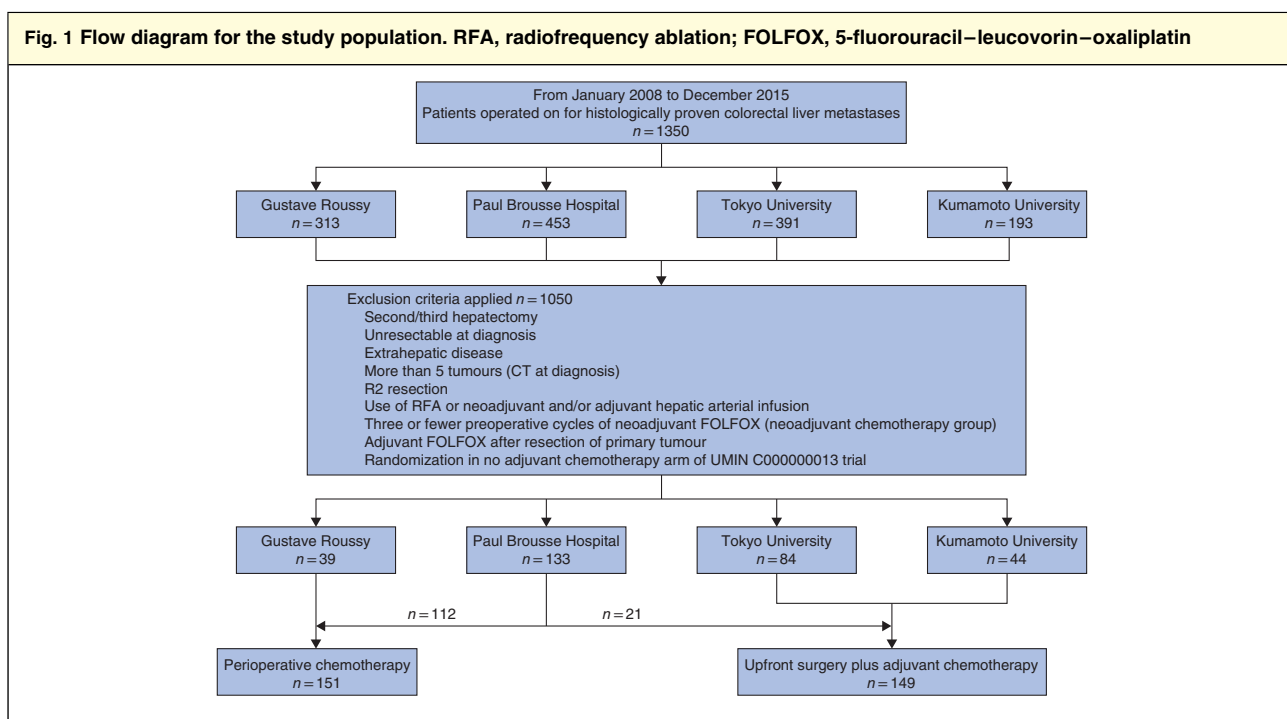 Fig. 1 Flow diagram for the study population. RFA, radiofrequency ablation; FOLFOX, 5-fluorouracil–leucovorin–oxaliplatin
From January 2008 to December 2015
Patients operated on for histologically proven colorectal liver metastases
n = 1350
Gustave Roussy
n = 313
Paul Brousse Hospital
n = 453
Tokyo University
n = 391
Kumamoto University
n = 193
Exclusion criteria applied n = 1050
Second/third hepatectomy
Unresectable at diagnosis
Extrahepatic disease
More than 5 tumours (CT at diagnosis)
R2 resection
Use of RFA or neoadjuvant and/or adjuvant hepatic arterial infusion
Three or fewer preoperative cycles of neoadjuvant FOLFOX (neoadjuvant chemotherapy group)
Adjuvant FOLFOX after resection of primary tumour
Randomization in no adjuvant chemotherapy arm of UMIN C000000013 trial
Gustave Roussy
n = 39
Paul Brousse Hospital
n = 133
Tokyo University
n = 84
Kumamoto University
n = 44
n = 112
n = 21
Perioperative chemotherapy
n = 151
Upfront surgery plus adjuvant chemotherapy
n = 149